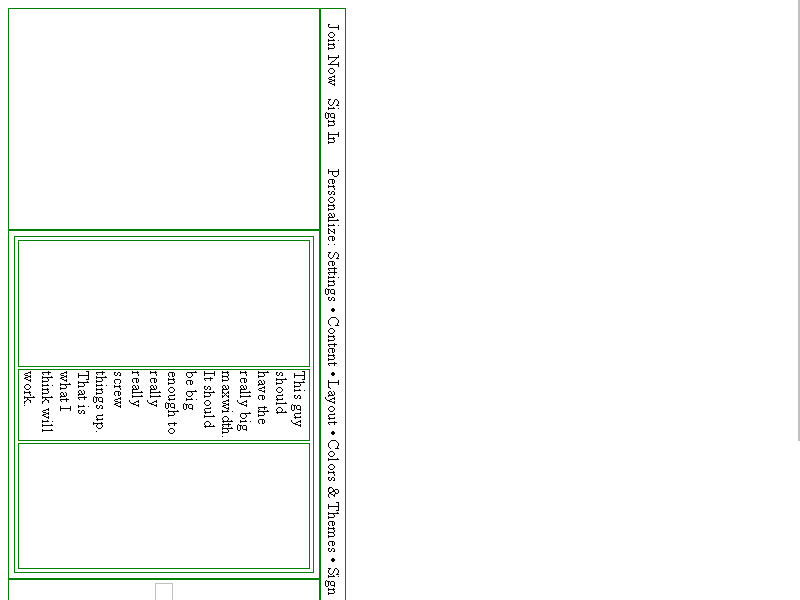 Join Now Sign In Personalize: Settings • Content • Layout • Colors & Themes • Sign
This guy
should
have the
really big
maxwidth.
It should
be big
enough to
really
really
screw
things up.
That is
what I
think will
work.